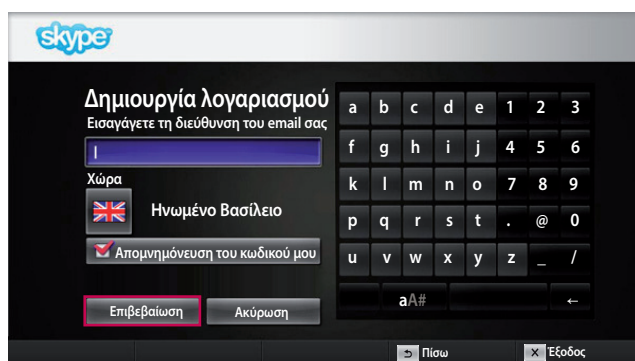 skype
Δημιουργία λογαριασμού
Εισαγάγετε τη διεύθυνση του email σας
Χώρα
Ηνωμένο Βασίλειο
Απομνημόνευση του κωδικού μου
Επιβεβαίωση Ακύρωση
a b c d e 1 2 3
f g h i j 4 5 6
k l m n o 7 8 9
p q r s t . @ 0
u v w x y z _ /
aA# ←
Πίσω X Έξοδος